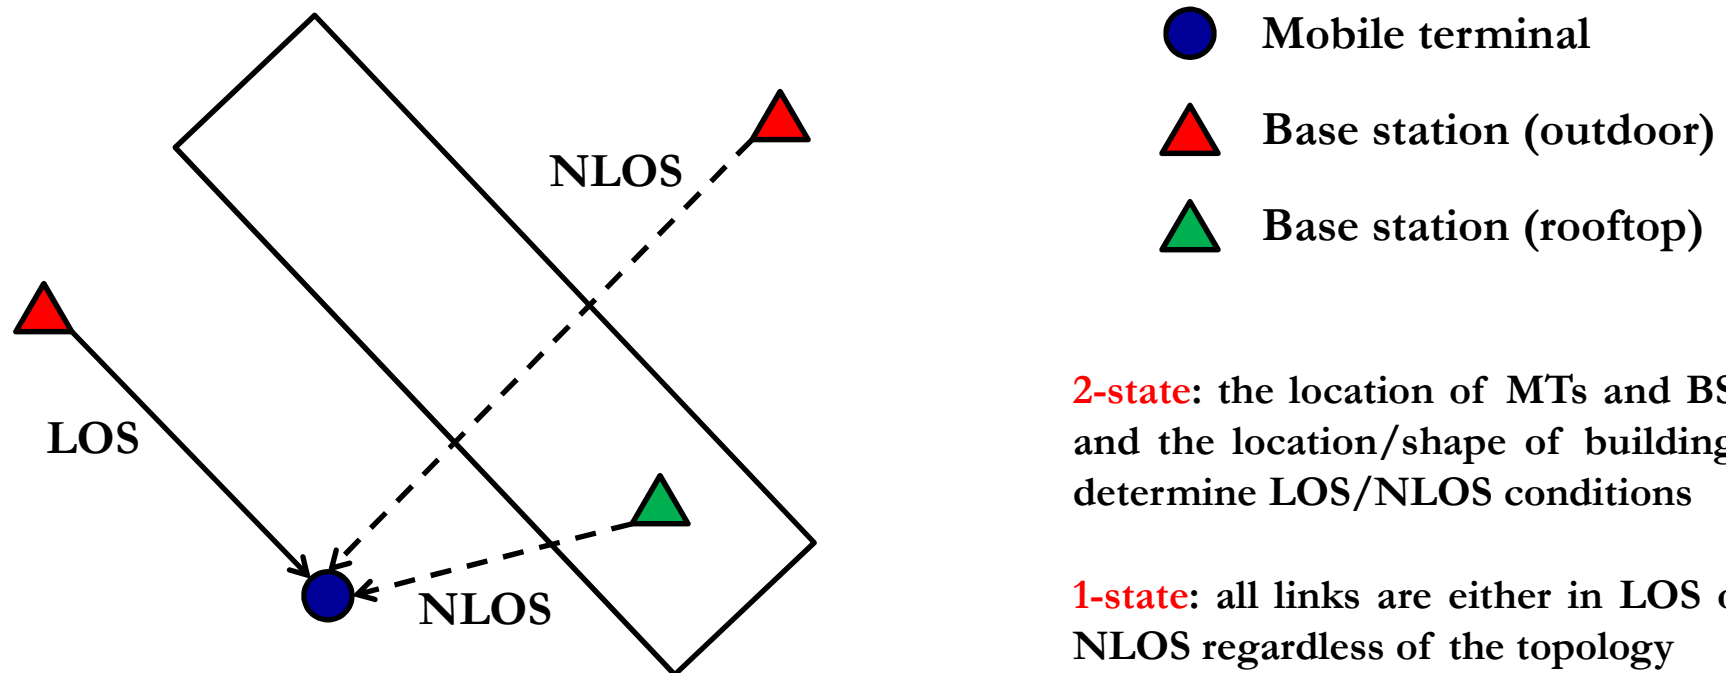 Mobile terminal
Base station (outdoor)
Base station (rooftop)
NLOS
LOS
NLOS
2-state: the location of MTs and BS
and the location/shape of building
determine LOS/NLOS conditions
1-state: all links are either in LOS
NLOS regardless of the topology